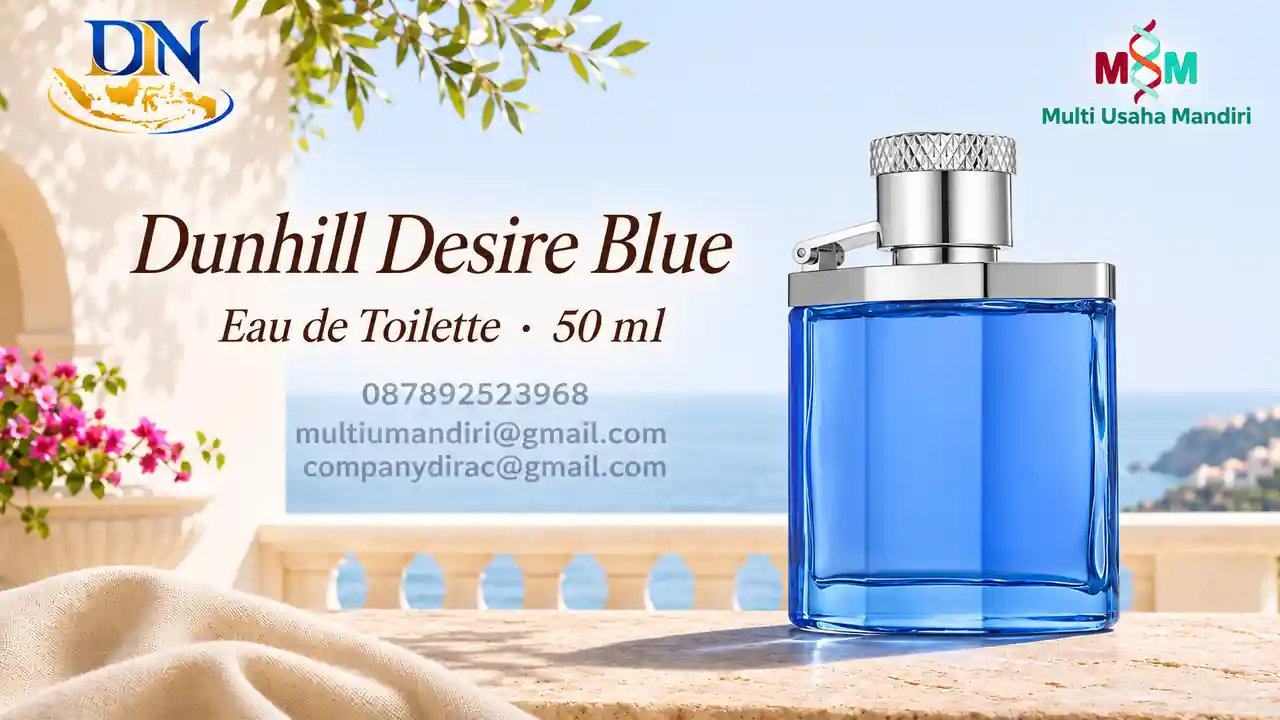 DIN
MSM
Multi Usaha Mandiri
Dunhill Desire Blue
Eau de Toilette · 50 ml
087892523968
multiumandiri@gmail.com
companydirac@gmail.com